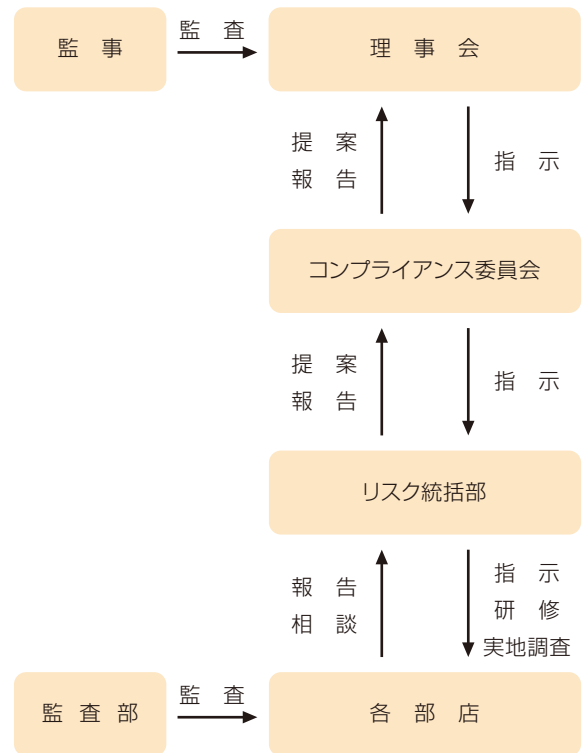 監事
監査
理事会
提案
報告
指示
コンプライアンス委員会
提案
報告
指示
リスク統括部
報告
相談
指示
研修
実地調査
監査部
監査
各部店